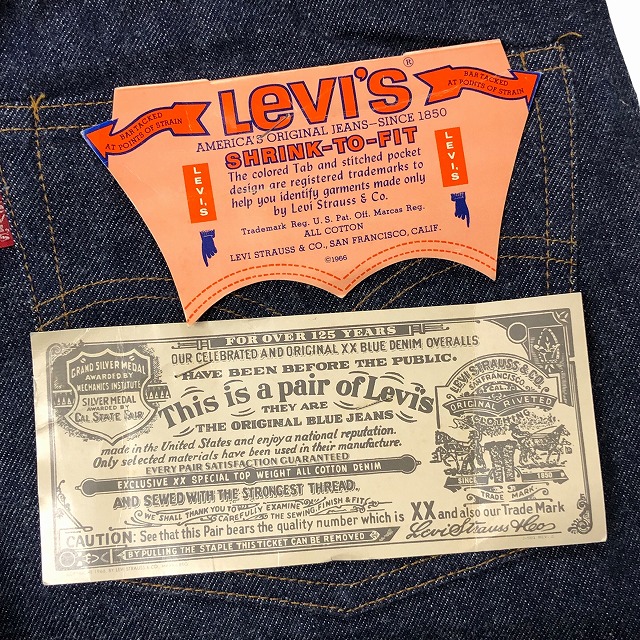 LEVI'S®
BARTACKED
AT POINTS OF STRAIN
BARTACKED
AT POINTS OF STRAIN
AMERICA'S ORIGINAL JEANS-SINCE 1850
SHRINK-TO-FIT
The colored Tab and stitched pocket
design are registered trademarks to
help you identify garments made only
by Levi Strauss & Co.
Trademark Reg. U.S. Pat. Off. Marcas Reg.
ALL COTTON
LEVI STRAUSS & CO., SAN FRANCISCO, CALIF.
©1966
LEVI'S
LEVI'S
FOR OVER 125 YEARS
OUR CELEBRATED AND ORIGINAL XX BLUE DENIM OVERALLS
HAVE BEEN BEFORE THE PUBLIC.
This is a pair of Levi's
THEY ARE
THE ORIGINAL BLUE JEANS
made in the United States and enjoy a national reputation.
Only selected materials have been used in their manufacture.
EVERY PAIR SATISFACTION GUARANTEED
EXCLUSIVE XX SPECIAL TOP WEIGHT ALL COTTON DENIM
AND SEWED WITH THE STRONGEST THREAD.
WE SHALL THANK YOU TO CAREFULLY EXAMINE THE SEWING, FINISH & FIT
CAUTION: See that this Pair bears the quality number which is XX and also our Trade Mark
Levi Strauss & Co
BY PULLING THE STAPLE THIS TICKET CAN BE REMOVED
GRAND SILVER MEDAL
AWARDED BY
MECHANICS INSTITUTE
SILVER MEDAL
AWARDED BY
CAL STATE FAIR
LEVI STRAUSS & CO.
SAN FRANCISCO
ORIGINAL RIVETED
CLOTHING
SINCE 1850
TRADE MARK